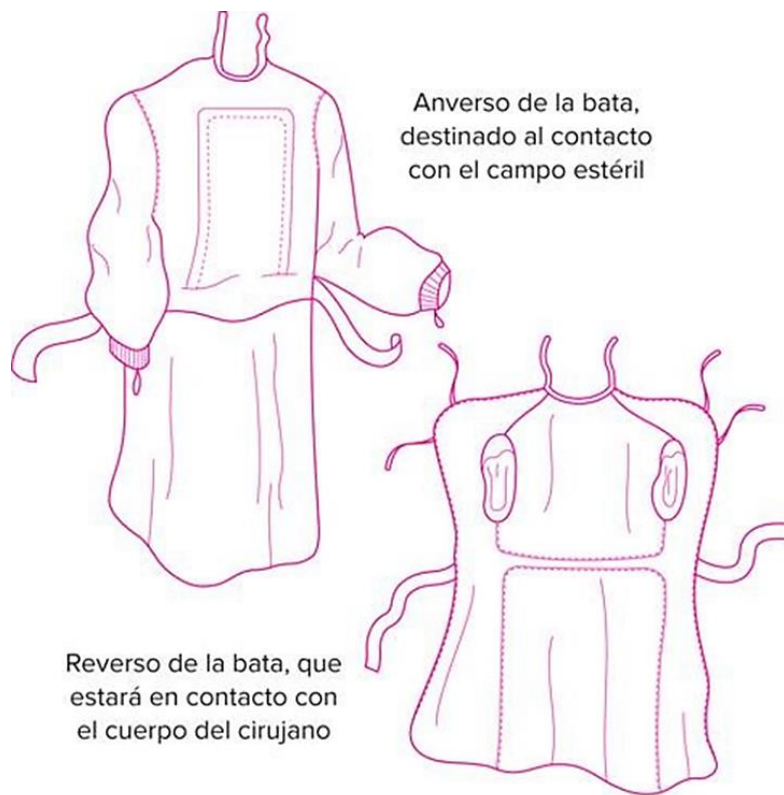 Anverso de la bata,
destinado al contacto
con el campo estéril
Reverso de la bata, que
estará en contacto con
el cuerpo del cirujano